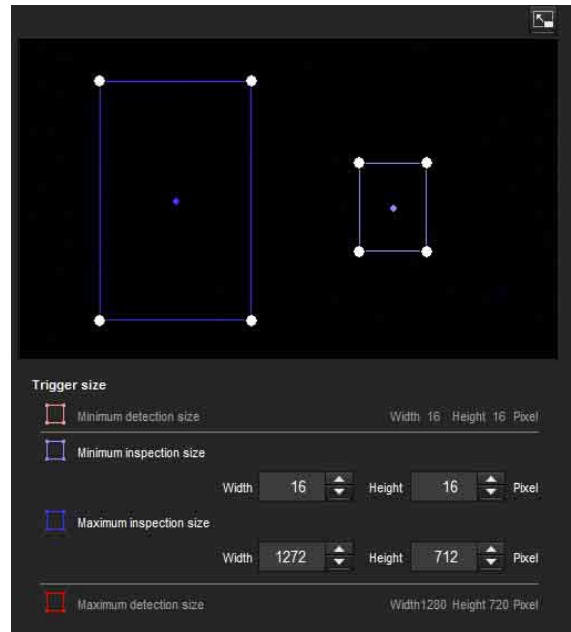 Trigger size
Minimum detection size Width 16 Height 16 Pixel
Minimum inspection size
Width 16 Height 16 Pixel
Maximum inspection size
Width 1272 Height 712 Pixel
Maximum detection size Width1280 Height 720 Pixel